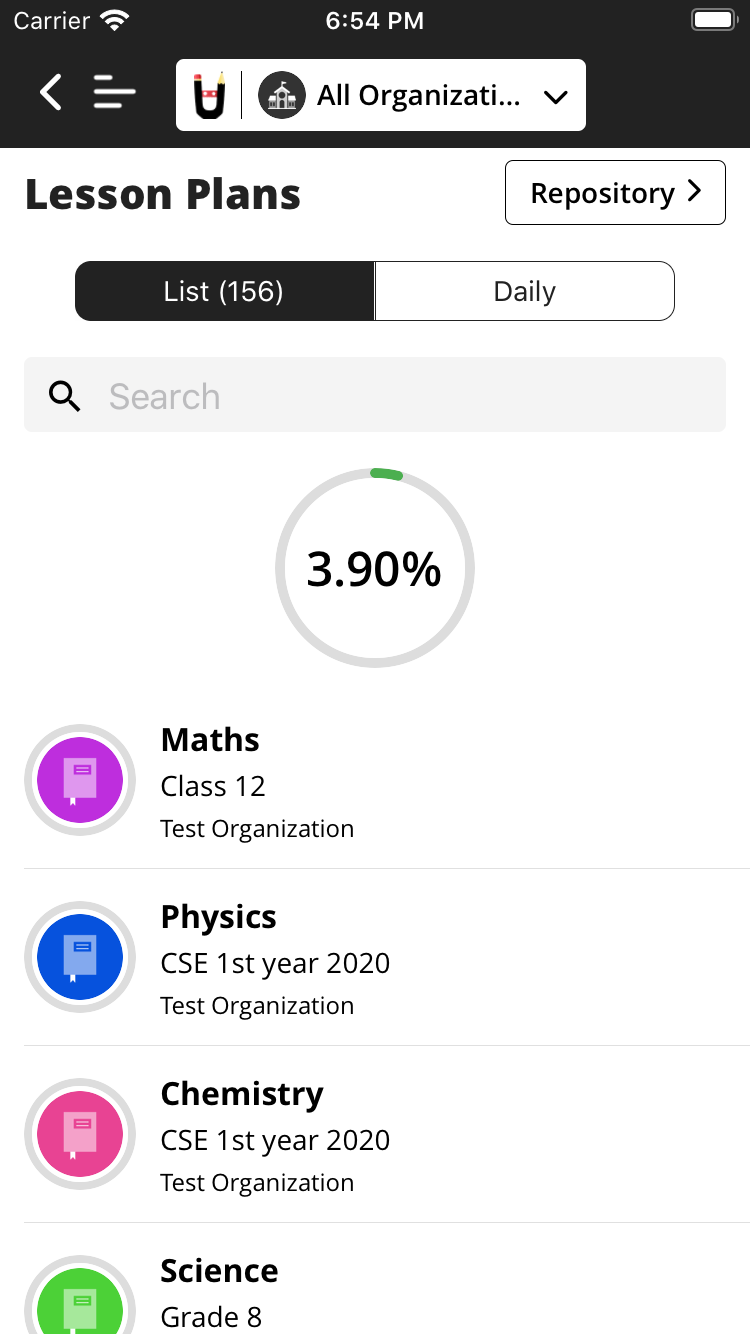 Carrier 6:54 PM
All Organizati...
Lesson Plans Repository
List (156) Daily
Search
3.90%
Maths
Class 12
Test Organization
Physics
CSE 1st year 2020
Test Organization
Chemistry
CSE 1st year 2020
Test Organization
Science
Grade 8